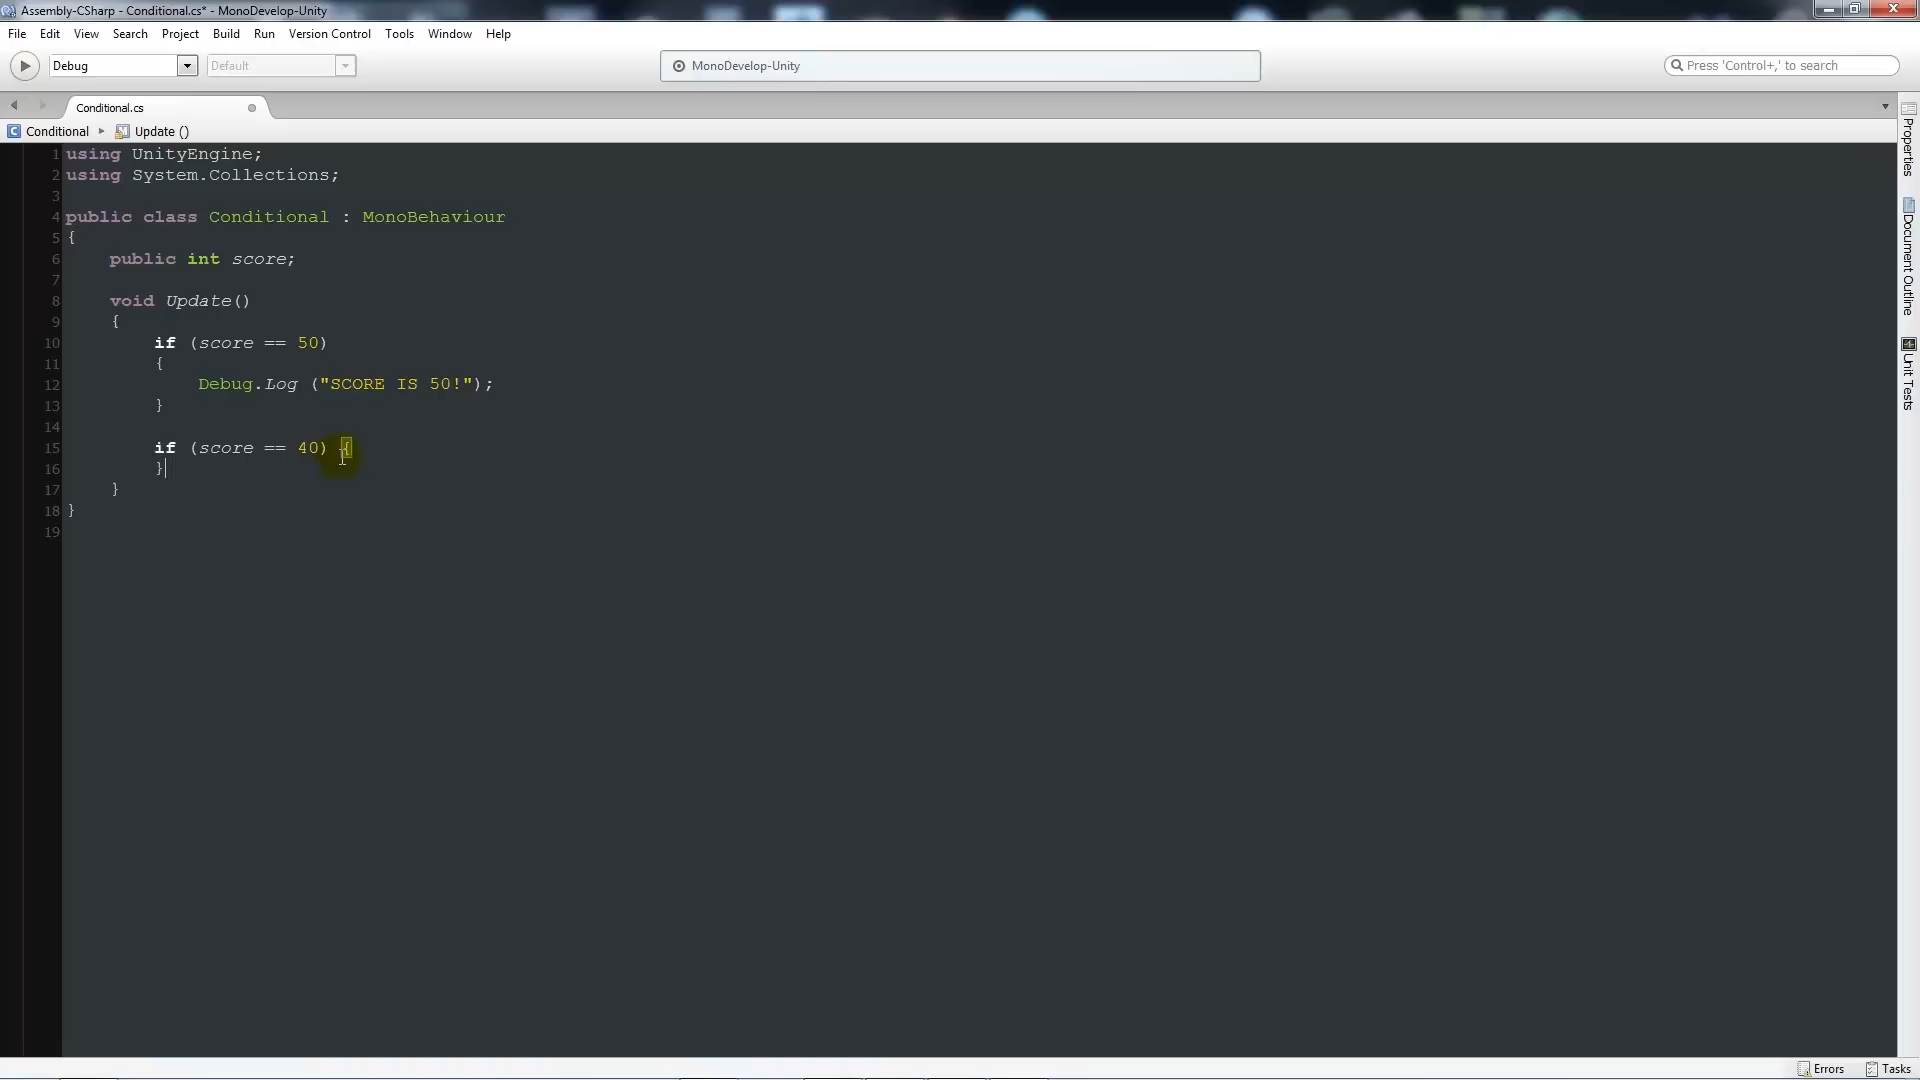 Assembly-CSharp - Conditional.cs* - MonoDevelop-Unity
File Edit View Search Project Build Run Version Control Tools Window Help
Debug Default MonoDevelop-Unity Press 'Control+,' to search
Conditional.cs
Conditional Update ()
1 using UnityEngine;
2 using System.Collections;
3
4 public class Conditional : MonoBehaviour
5 {
6 public int score;
7
8 void Update()
9 {
10 if (score == 50)
11 {
12 Debug.Log ("SCORE IS 50!");
13 }
14
15 if (score == 40) {
16 }
17 }
18 }
19
Properties
Document Outline
Unit Tests
Errors Tasks